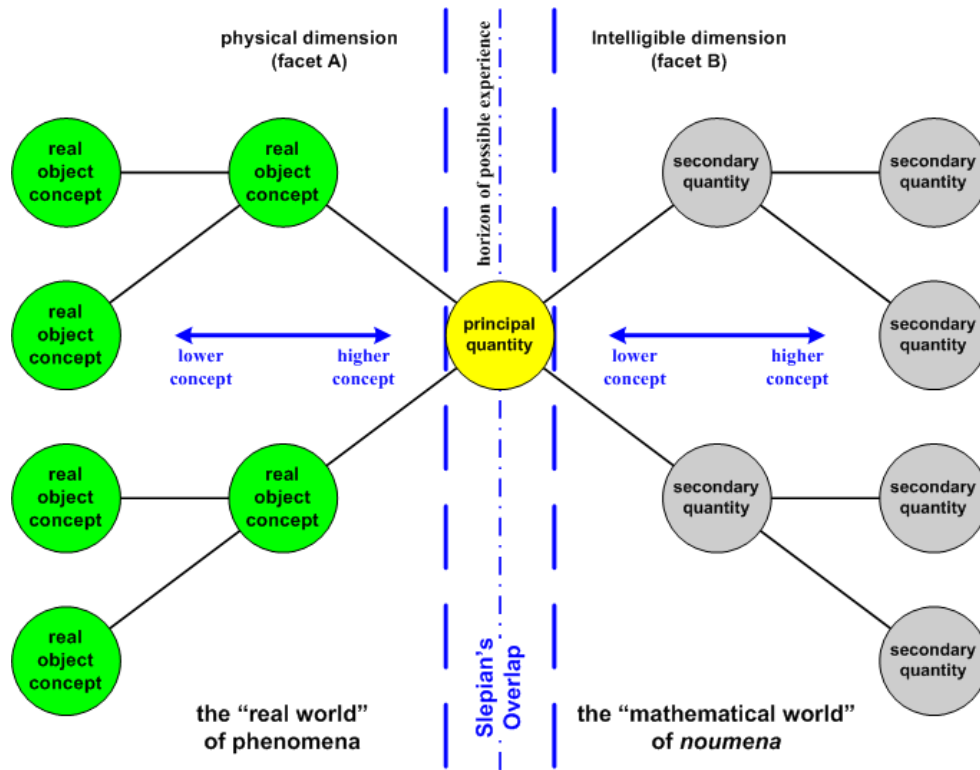 physical dimension
(facet A)
horizon of possible experience
Intelligible dimension
(facet B)
real
object
concept
real
object
concept
secondary
quantity
secondary
quantity
real
object
concept
lower
concept
higher
concept
principal
quantity
lower
concept
higher
concept
secondary
quantity
real
object
concept
real
object
concept
secondary
quantity
secondary
quantity
real
object
concept
secondary
quantity
the “real world”
of phenomena
Slepian’s
Overlap
the “mathematical world”
of noumena